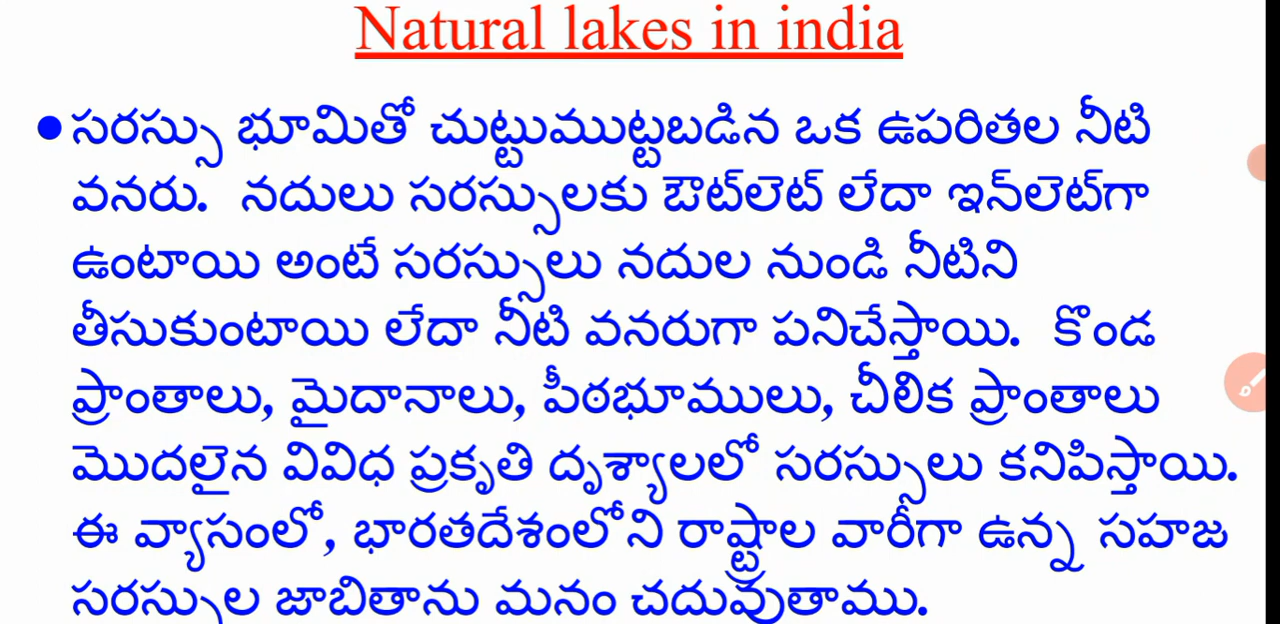 Natural lakes in india
• సరస్సు భూమితో చుట్టుముట్టబడిన ఒక ఉపరితల నీటి
వనరు. నదులు సరస్సులకు ఔట్‌లెట్ లేదా ఇన్‌లెట్‌గా
ఉంటాయి అంటే సరస్సులు నదుల నుండి నీటిని
తీసుకుంటాయి లేదా నీటి వనరుగా పనిచేస్తాయి. కొండ
ప్రాంతాలు, మైదానాలు, పీఠభూములు, చీలిక ప్రాంతాలు
మొదలైన వివిధ ప్రకృతి దృశ్యాలలో సరస్సులు కనిపిస్తాయి.
ఈ వ్యాసంలో, భారతదేశంలోని రాష్ట్రాల వారీగా ఉన్న సహజ
సరస్సుల జాబితాను మనం చదువుతాము.